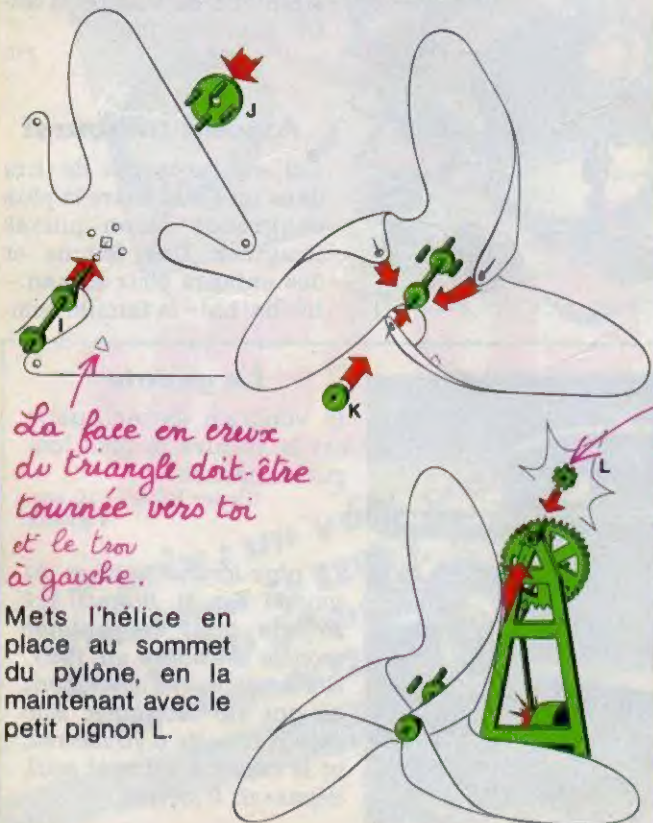 J
I
K
La face en creux
du triangle doit-être
tournée vers toi
et le trou
à gauche.
L
Mets l'hélice en
place au sommet
du pylône, en la
maintenant avec le
petit pignon L.